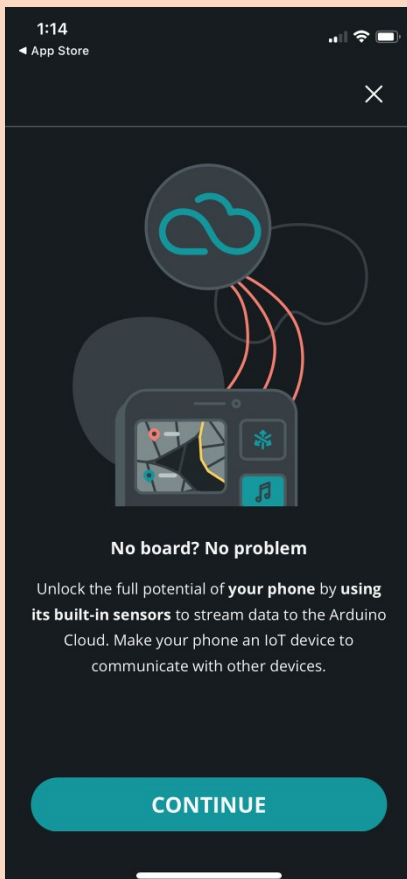 1:14
◀ App Store
No board? No problem
Unlock the full potential of your phone by using
its built-in sensors to stream data to the Arduino
Cloud. Make your phone an IoT device to
communicate with other devices.
CONTINUE